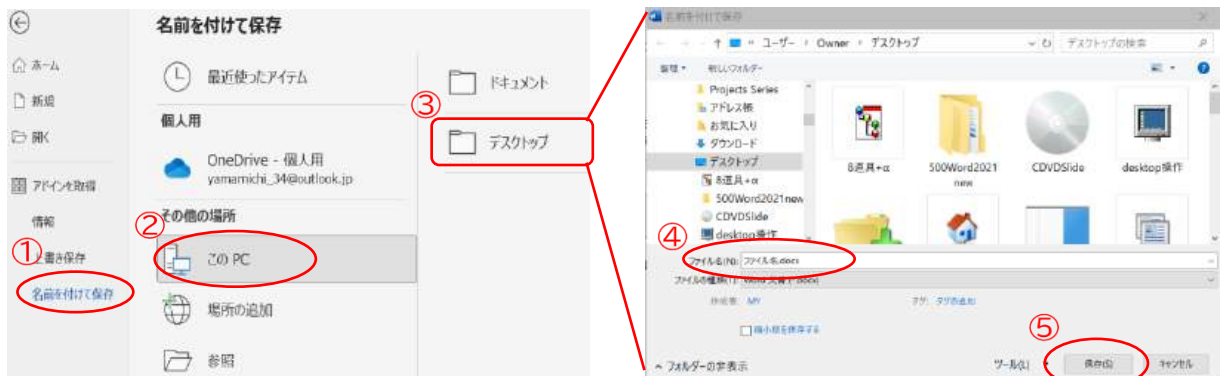 名前を付けて保存
ホーム
新規
開く
アドインを取得
情報
① 上書き保存
名前を付けて保存
最近使ったアイテム
個人用
OneDrive - 個人用
yamamichi_34@outlook.jp
② その他の場所
この PC
場所の追加
参照
ドキュメント
③ デスクトップ
名前を付けて保存
ユーザー › Owner › デスクトップ
デスクトップの検索
整理 新しいフォルダー
Projects Series
アドレス帳
お気に入り
ダウンロード
デスクトップ
8道具+α
500Word2021new
CDVDSlide
desktop操作
8道具+α
500Word2021
new
CDVDSlide
desktop操作
④
ファイル名(N): ファイル名.docx
ファイルの種類(T): Word 文書 (*.docx)
作成者: MY
タグ: タグの追加
縮小版を保存する
⑤
フォルダーの非表示
ツール(L)
保存(S)
キャンセル